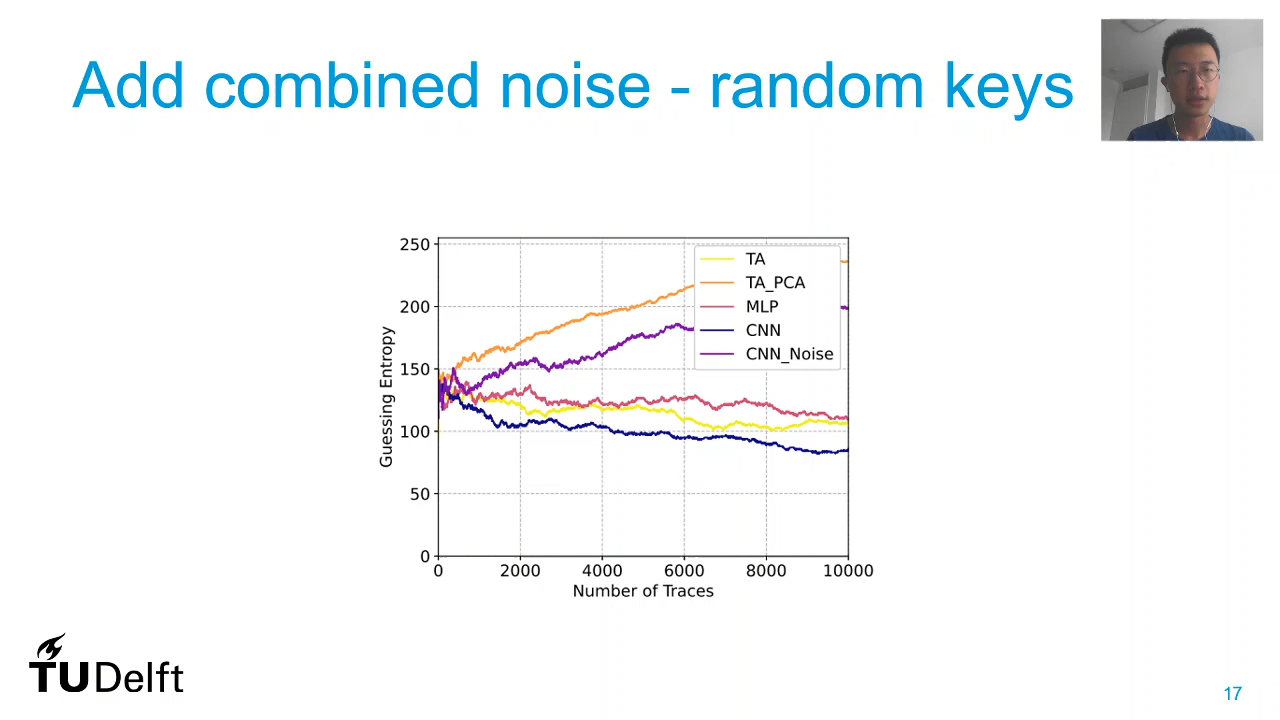 Add combined noise - random keys
250
200
150
100
50
0
Guessing Entropy
TA
TA_PCA
MLP
CNN
CNN_Noise
0 2000 4000 6000 8000 10000
Number of Traces
TUDelft
17